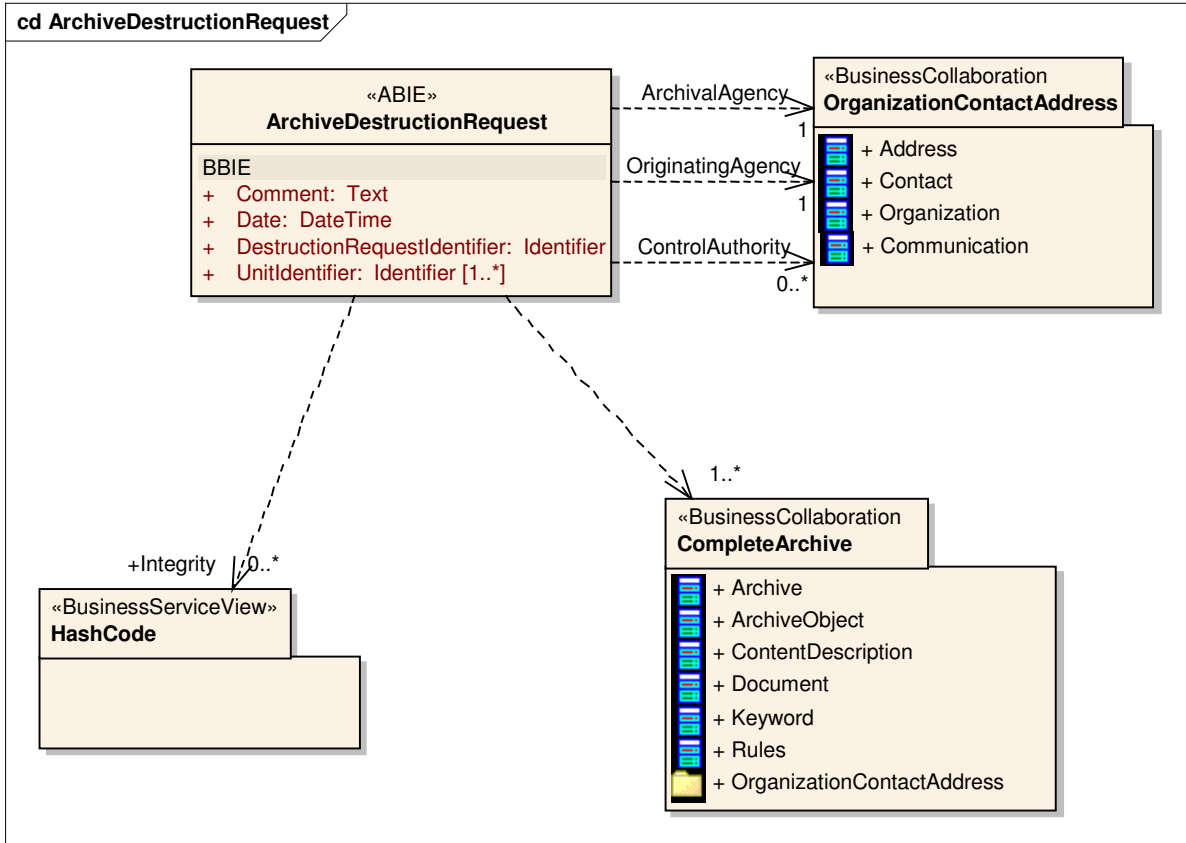 cd ArchiveDestructionRequest
«ABIE»
ArchiveDestructionRequest
BBIE
+ Comment: Text
+ Date: DateTime
+ DestructionRequestIdentifier: Identifier
+ UnitIdentifier: Identifier [1..*]
ArchivalAgency
1
OriginatingAgency
1
ControlAuthority
0..*
«BusinessCollaboration
OrganizationContactAddress
+ Address
+ Contact
+ Organization
+ Communication
+Integrity
0..*
«BusinessServiceView»
HashCode
1..*
«BusinessCollaboration
CompleteArchive
+ Archive
+ ArchiveObject
+ ContentDescription
+ Document
+ Keyword
+ Rules
+ OrganizationContactAddress